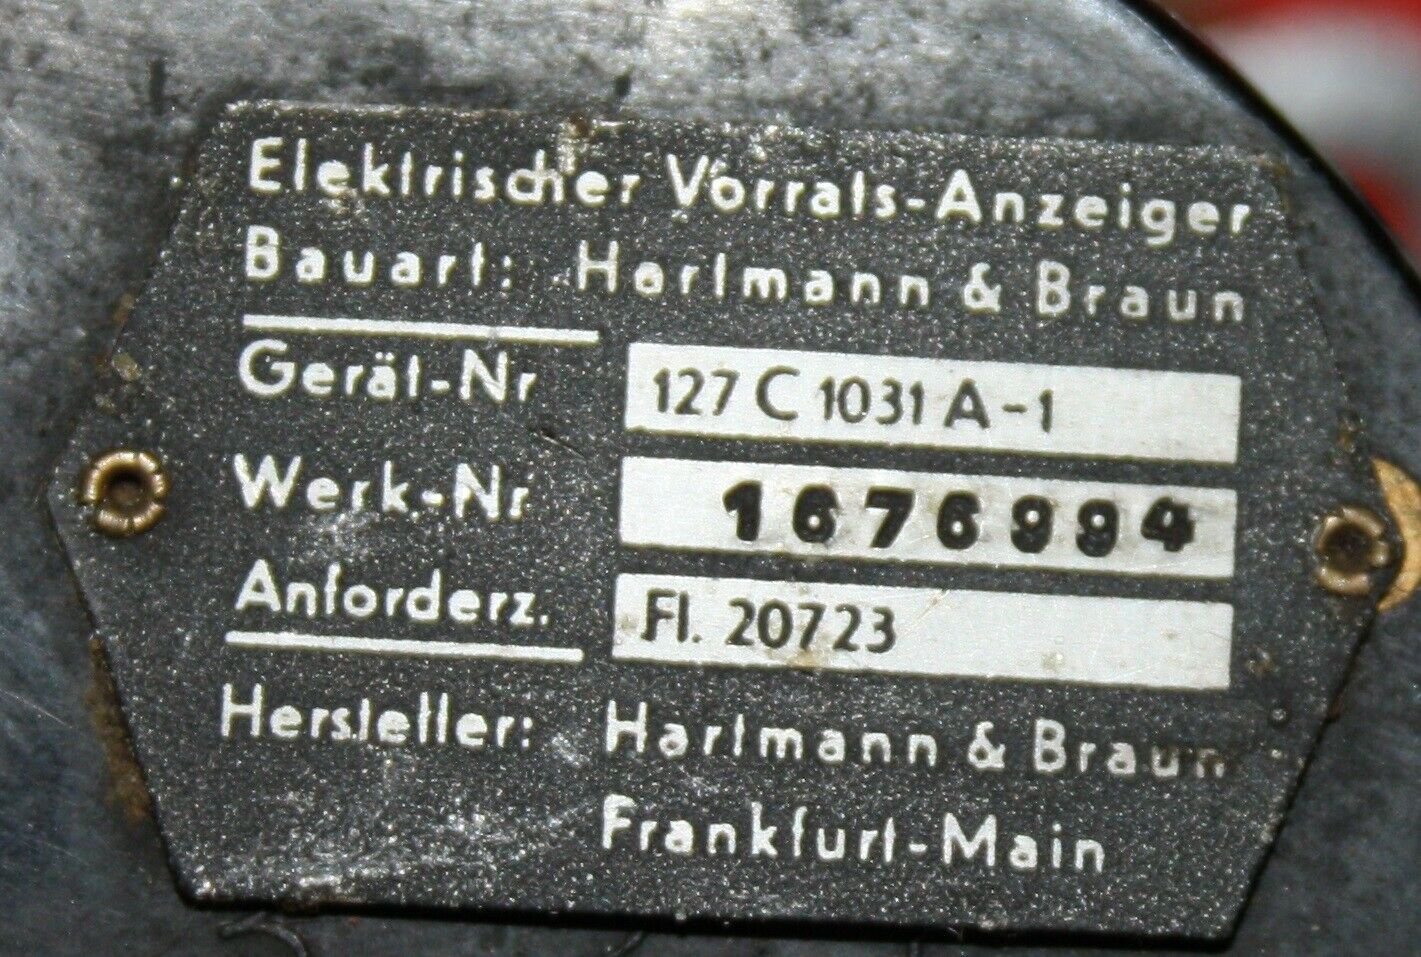 Elektrischer Vorrats-Anzeiger
Bauart: Hartmann & Braun
Gerät-Nr 127 C 1031 A-1
Werk-Nr 1676994
Anforderz. Fl. 20723
Hersteller: Hartmann & Braun
Frankfurt-Main